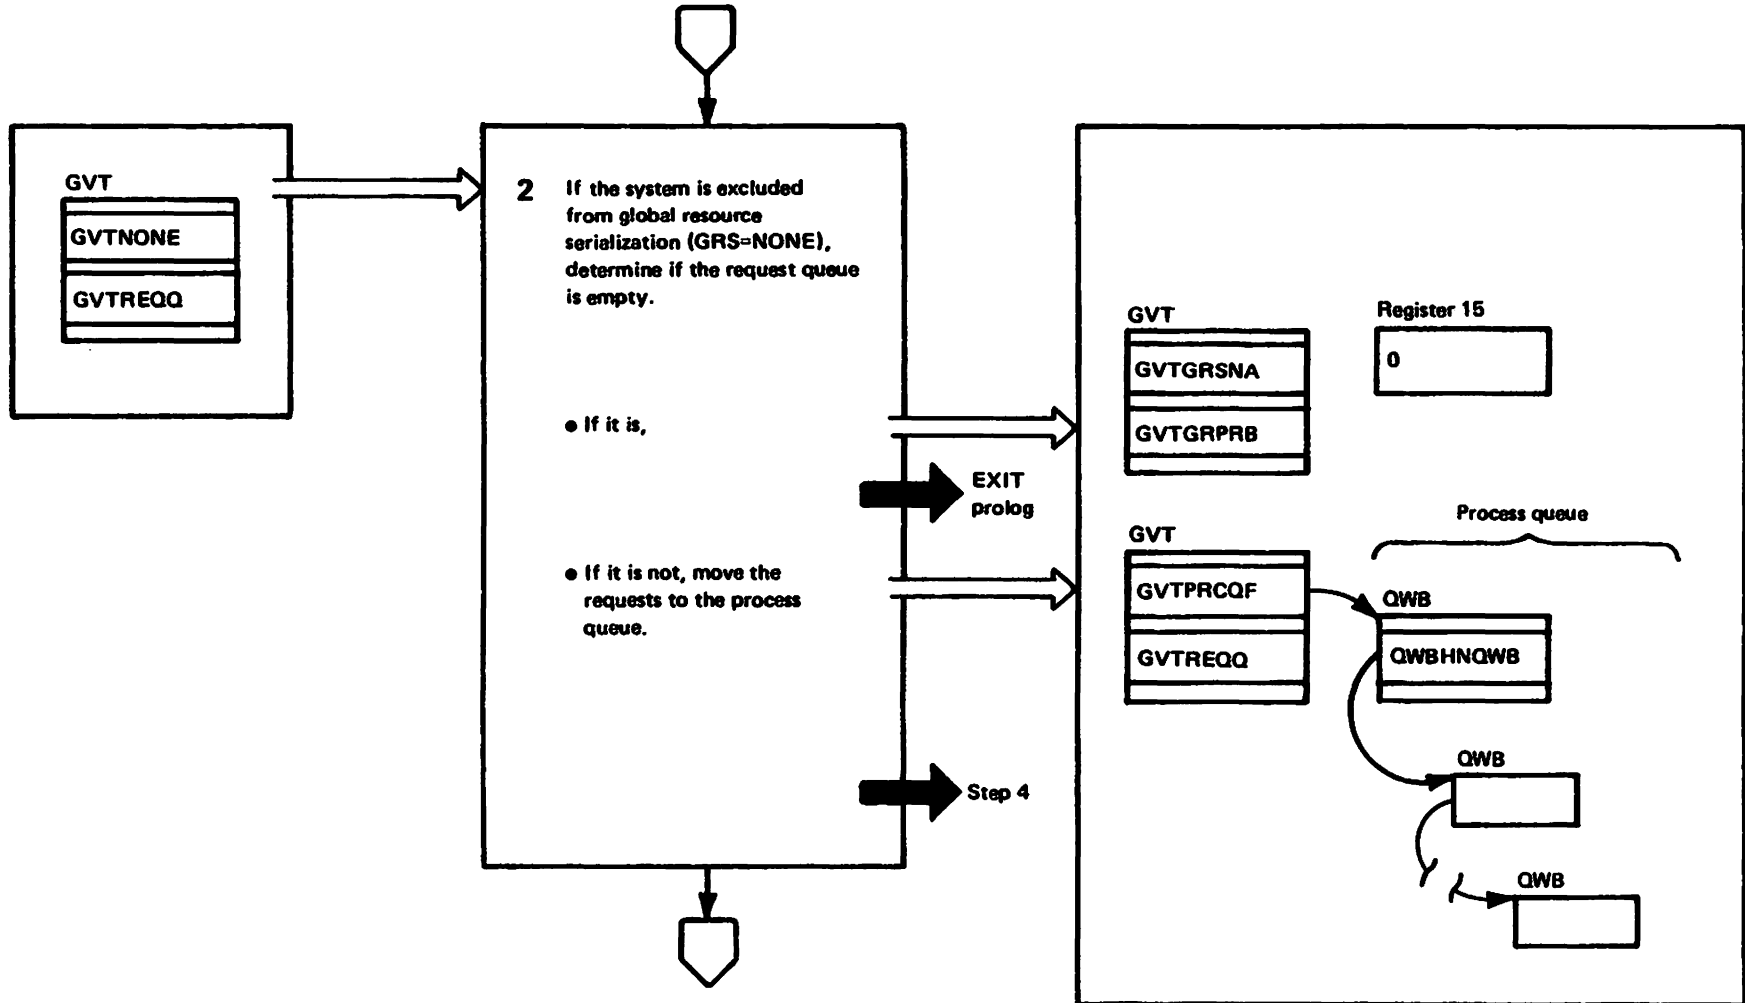 GVT
GVTNONE
GVTREQQ
2
If the system is excluded
from global resource
serialization (GRS=NONE),
determine if the request queue
is empty.
• If it is,
EXIT
prolog
• If it is not, move the
requests to the process
queue.
Step 4
GVT
GVTGRSNA
GVTGRPRB
Register 15
0
GVT
GVTPRCQF
GVTREQQ
Process queue
QWB
QWBHNQWB
QWB
QWB